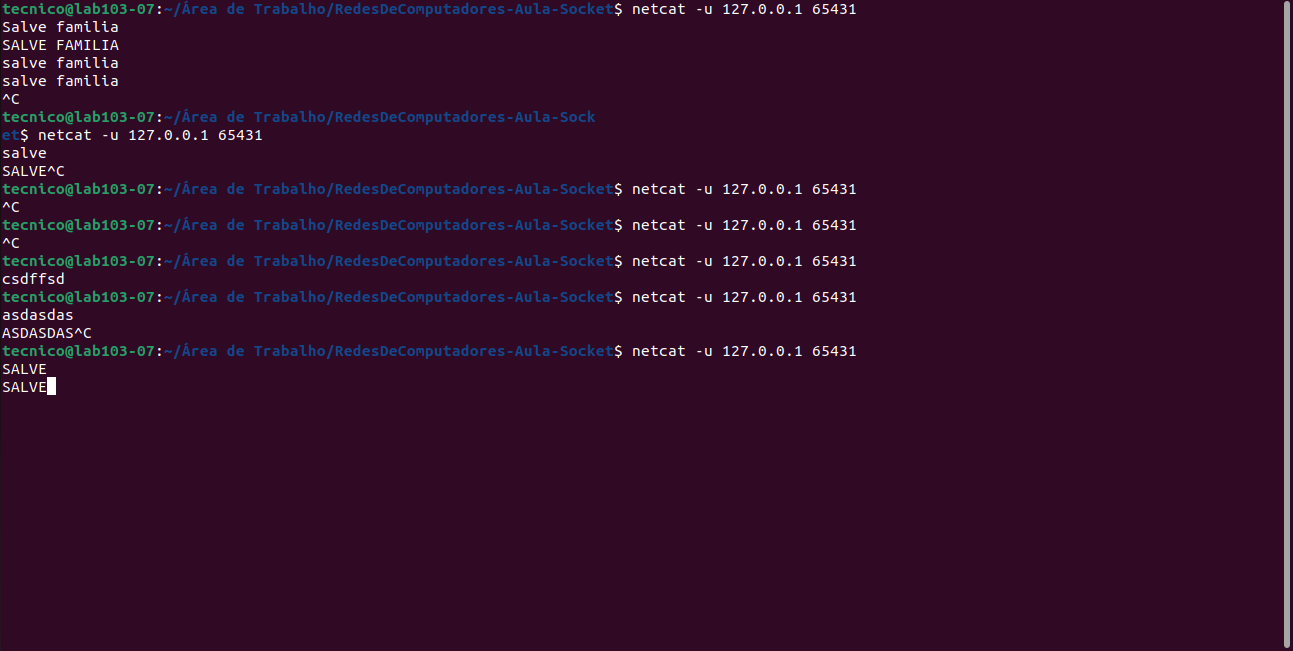 tecnico@lab103-07:~/Área de Trabalho/RedesDeComputadores-Aula-Socket$ netcat -u 127.0.0.1 65431
Salve familia
SALVE FAMILIA
salve familia
salve familia
^C
tecnico@lab103-07:~/Área de Trabalho/RedesDeComputadores-Aula-Sock
et$ netcat -u 127.0.0.1 65431
salve
SALVE^C
tecnico@lab103-07:~/Área de Trabalho/RedesDeComputadores-Aula-Socket$ netcat -u 127.0.0.1 65431
^C
tecnico@lab103-07:~/Área de Trabalho/RedesDeComputadores-Aula-Socket$ netcat -u 127.0.0.1 65431
^C
tecnico@lab103-07:~/Área de Trabalho/RedesDeComputadores-Aula-Socket$ netcat -u 127.0.0.1 65431
csdffsd
tecnico@lab103-07:~/Área de Trabalho/RedesDeComputadores-Aula-Socket$ netcat -u 127.0.0.1 65431
asdasdas
ASDASDAS^C
tecnico@lab103-07:~/Área de Trabalho/RedesDeComputadores-Aula-Socket$ netcat -u 127.0.0.1 65431
SALVE
SALVE